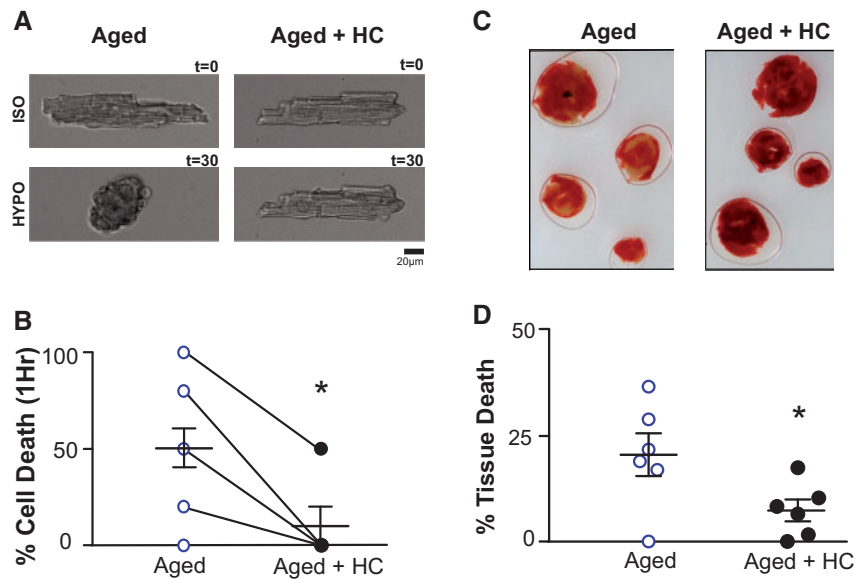 A
Aged
Aged + HC
ISO
t=0
t=0
HYPO
t=30
t=30
20µm
B
% Cell Death (1Hr)
100
50
0
*
Aged
Aged + HC
C
Aged
Aged + HC
D
% Tissue Death
50
25
0
*
Aged
Aged + HC